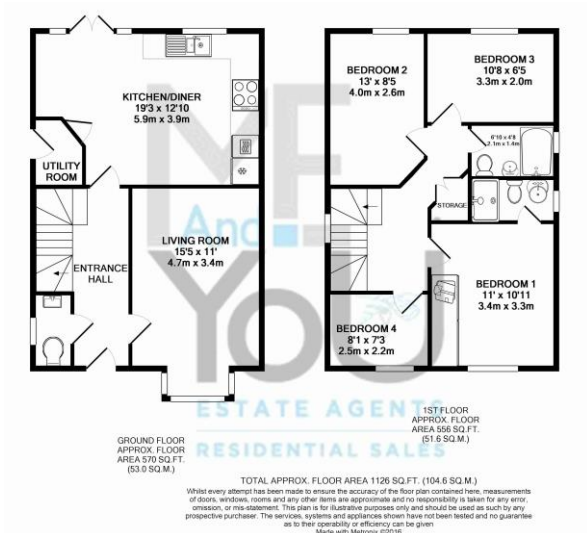 KITCHEN/DINER
19'3 x 12'10
5.9m x 3.9m
UTILITY
ROOM
LIVING ROOM
15'5 x 11'
4.7m x 3.4m
ENTRANCE
HALL
BEDROOM 2
13' x 8'5
4.0m x 2.6m
BEDROOM 3
10'8 x 6'5
3.3m x 2.0m
6'10 x 4'8
2.1m x 1.4m
STORAGE
BEDROOM 1
11' x 10'11
3.4m x 3.3m
BEDROOM 4
8'1 x 7'3
2.5m x 2.2m
ME
And
YOU
ESTATE AGENTS
RESIDENTIAL SALES
GROUND FLOOR
APPROX. FLOOR
AREA 570 SQ.FT.
(53.0 SQ.M.)
1ST FLOOR
APPROX. FLOOR
AREA 556 SQ.FT.
(51.6 SQ.M.)
TOTAL APPROX. FLOOR AREA 1126 SQ.FT. (104.6 SQ.M.)
Whilst every attempt has been made to ensure the accuracy of the floor plan contained here, measurements
of doors, windows, rooms and any other items are approximate and no responsibility is taken for any error,
omission, or mis-statement. This plan is for illustrative purposes only and should be used as such by any
prospective purchaser. The services, systems and appliances shown have not been tested and no guarantee
as to their operability or efficiency can be given
Made with Metropix ©2016